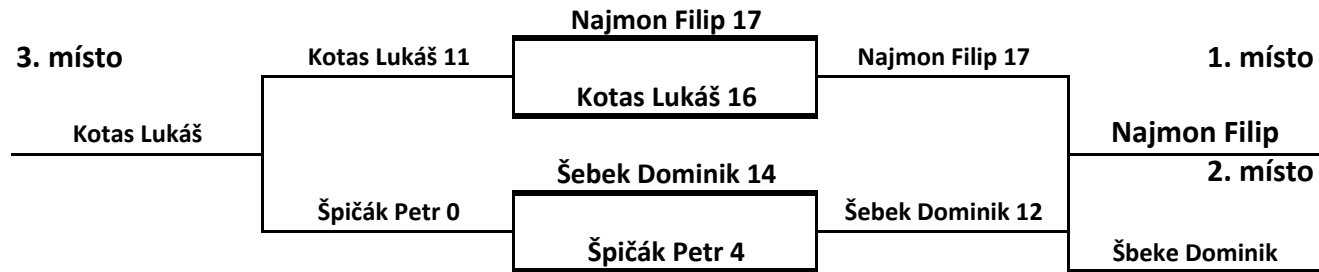 Najmon Filip 17
3. místo
Kotas Lukáš 11
Najmon Filip 17
1. místo
Kotas Lukáš 16
Kotas Lukáš
Najmon Filip
Šebek Dominik 14
2. místo
Špičák Petr 0
Šebek Dominik 12
Špičák Petr 4
Šbeke Dominik